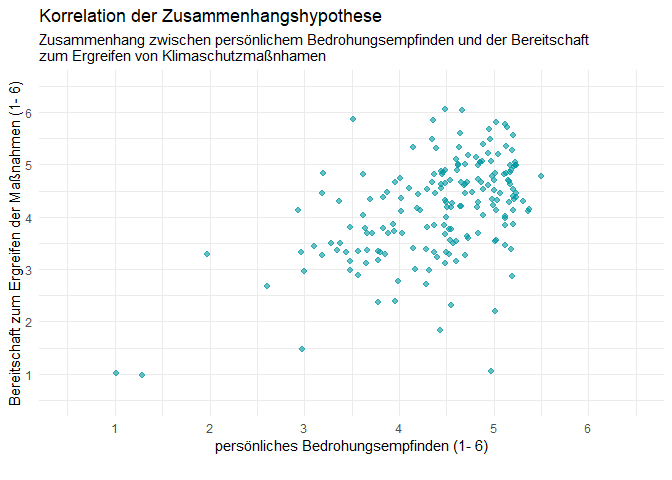 Korrelation der Zusammenhangshypothese
Zusammenhang zwischen persönlichem Bedrohungsempfinden und der Bereitschaft
zum Ergreifen von Klimaschutzmaßnhamen
Bereitschaft zum Ergreifen der Maßnahmen (1- 6)
6
5
4
3
2
1
1 2 3 4 5 6
persönliches Bedrohungsempfinden (1- 6)